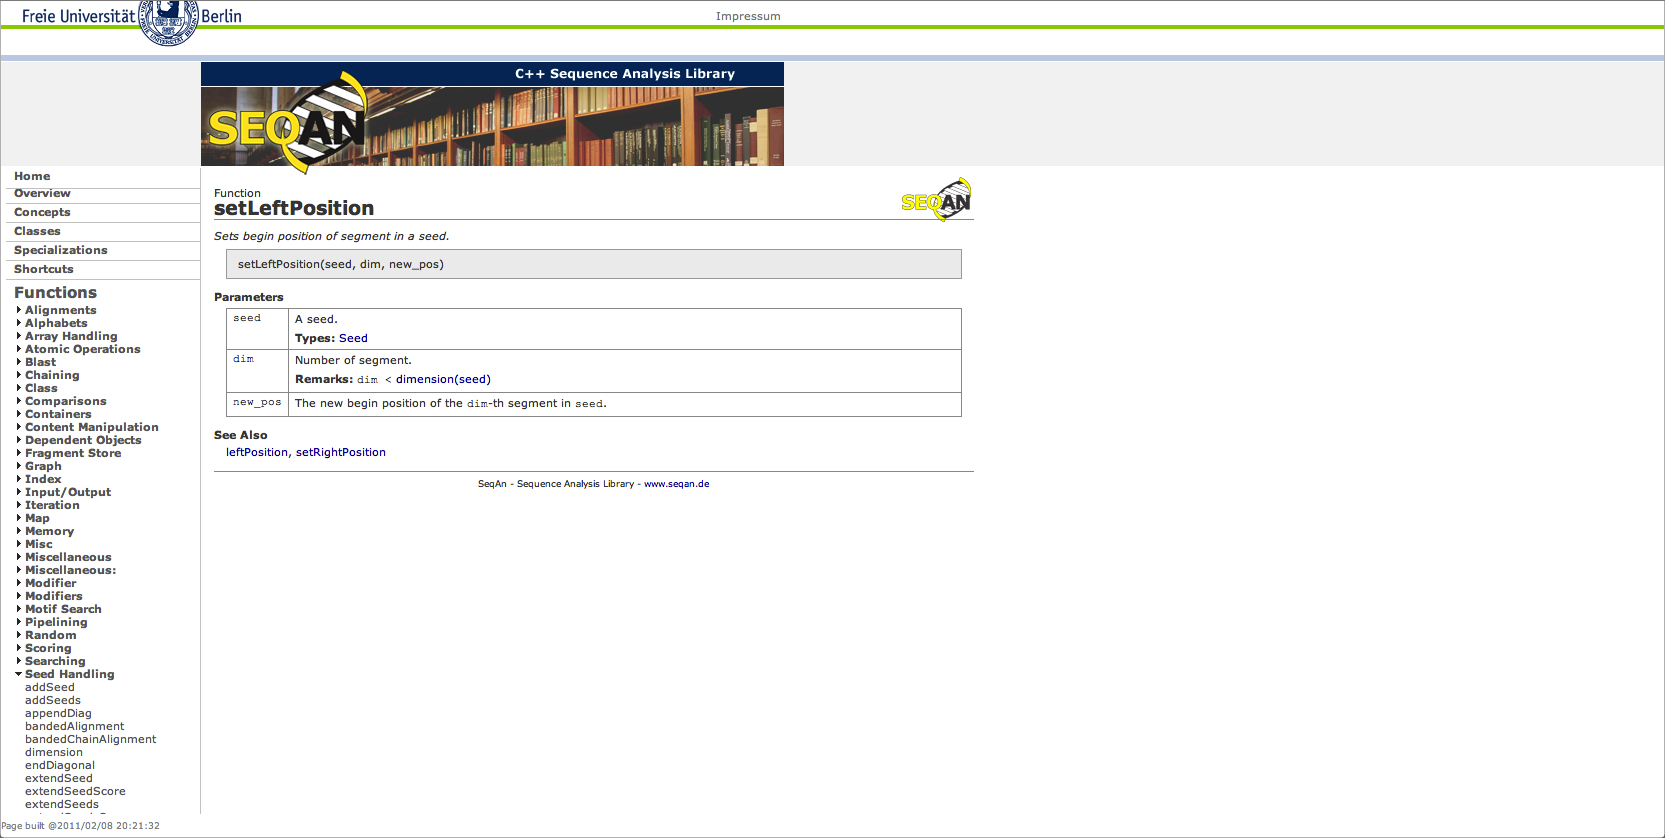 Freie Universität Berlin
Impressum
C++ Sequence Analysis Library
SEQAN
Home
Overview
Concepts
Classes
Specializations
Shortcuts
Functions
Alignments
Alphabets
Array Handling
Atomic Operations
Blast
Chaining
Class
Comparisons
Containers
Content Manipulation
Dependent Objects
Fragment Store
Graph
Index
Input/Output
Iteration
Map
Memory
Misc
Miscellaneous
Miscellaneous:
Modifier
Modifiers
Motif Search
Pipelining
Random
Scoring
Searching
Seed Handling
addSeed
addSeeds
appendDiag
bandedAlignment
bandedChainAlignment
dimension
endDiagonal
extendSeed
extendSeedScore
extendSeeds
Function
setLeftPosition
SEQAN
Sets begin position of segment in a seed.
setLeftPosition(seed, dim, new_pos)
Parameters
seed A seed.
Types: Seed
dim Number of segment.
Remarks: dim < dimension(seed)
new_pos The new begin position of the dim-th segment in seed.
See Also
leftPosition, setRightPosition
SeqAn - Sequence Analysis Library - www.seqan.de
Page built @2011/02/08 20:21:32